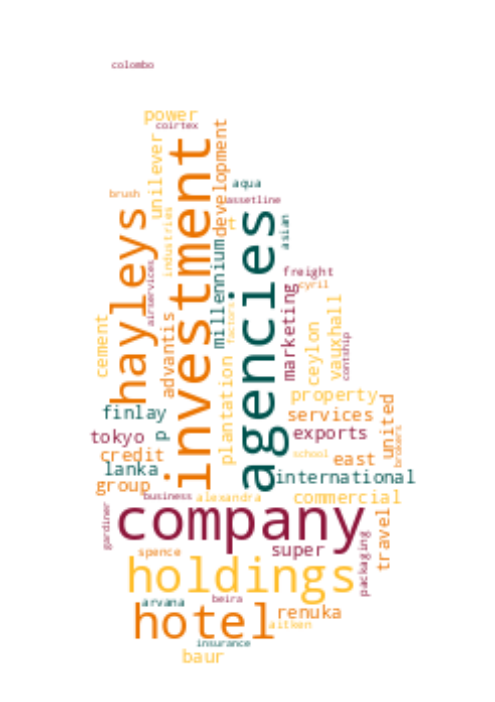 colombo
power
coirtex
unilever
development
brush
aqua
assetline
hayleys
investment
agencies
industries
rt
asian
airservices
millennium
freight
cyril
marketing
cement
advantis
factors
ceylon
vauxhall
contship
plantation
property
finlay
services
united
tokyo
p
exports
credit
school
east
brokers
lanka
international
group
business
alexandra
commercial
gardiner
company
travel
spence
super
packaging
holdings
arvana
beira
hotel
renuka
aitken
insurance
baur